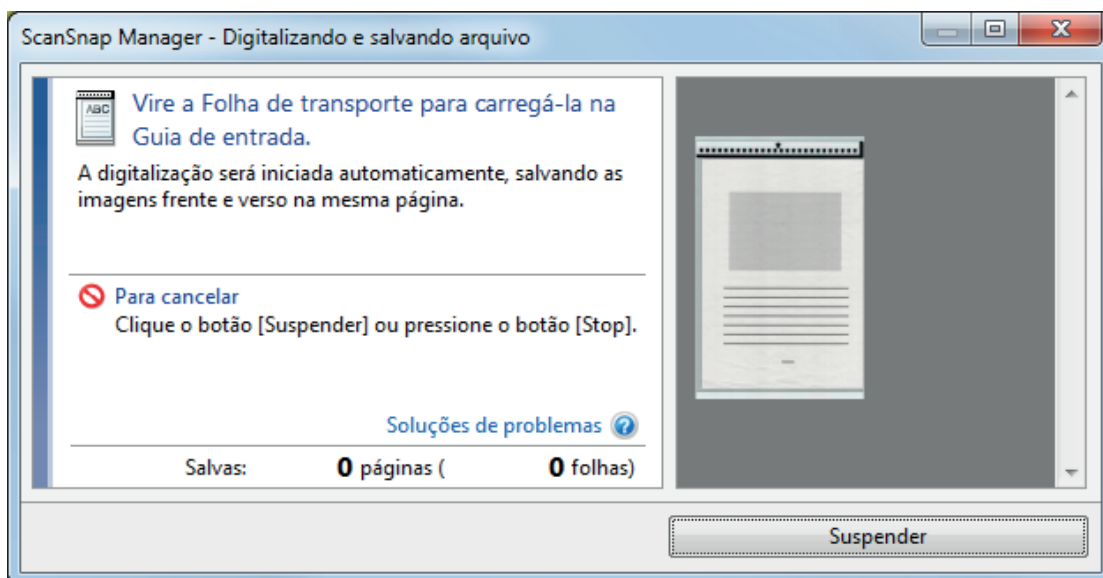 ScanSnap Manager - Digitalizando e salvando arquivo
ABC
Vire a Folha de transporte para carregá-la na
Guia de entrada.
A digitalização será iniciada automaticamente, salvando as
imagens frente e verso na mesma página.
Para cancelar
Clique o botão [Suspender] ou pressione o botão [Stop].
Soluções de problemas ?
Salvas: 0 páginas ( 0 folhas)
Suspender